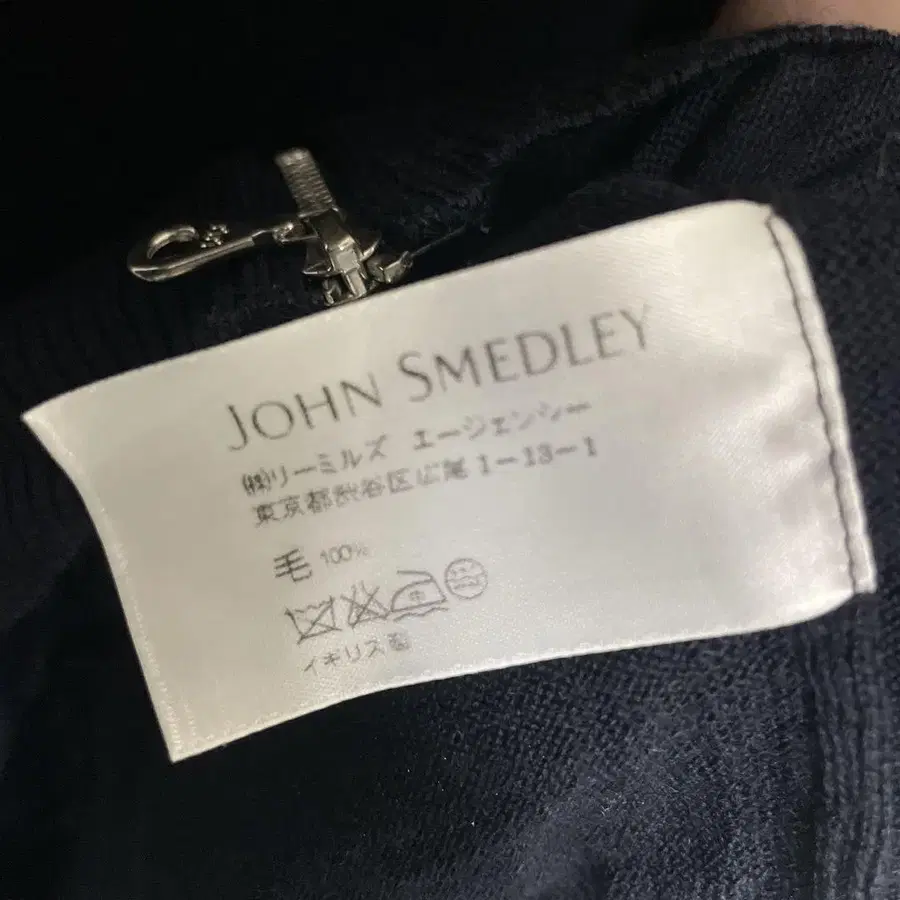 JOHN SMEDLEY
㈱リーミルズ エージェンシー
東京都渋谷区広尾1-13-1
毛 100%
イギリス製